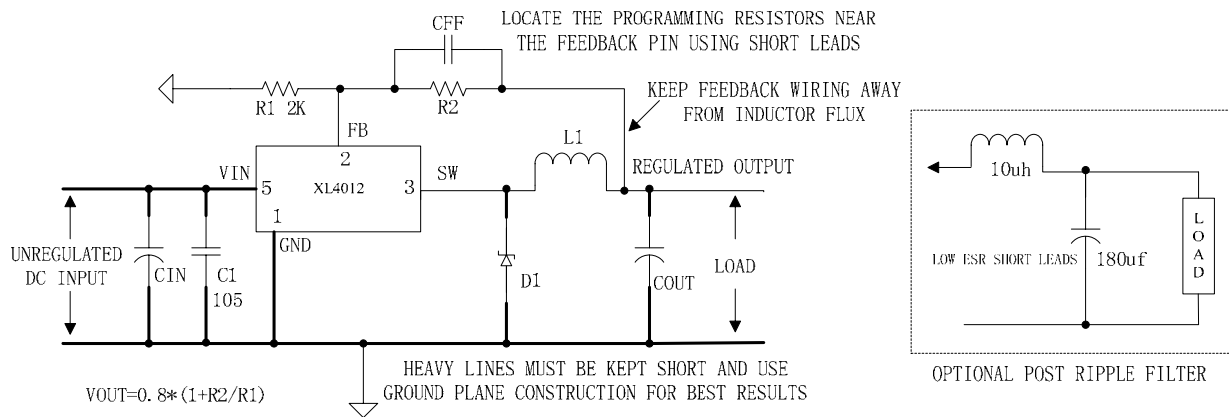 CFF
LOCATE THE PROGRAMMING RESISTORS NEAR
THE FEEDBACK PIN USING SHORT LEADS
R1 2K
R2
KEEP FEEDBACK WIRING AWAY
FROM INDUCTOR FLUX
FB
L1
VIN
2
SW
REGULATED OUTPUT
5
XL4012
3
1
GND
UNREGULATED
DC INPUT
CIN
C1
105
D1
COUT
LOAD
HEAVY LINES MUST BE KEPT SHORT AND USE
GROUND PLANE CONSTRUCTION FOR BEST RESULTS
VOUT=0.8*(1+R2/R1)
10uh
LOW ESR SHORT LEADS
180uf
LOAD
OPTIONAL POST RIPPLE FILTER